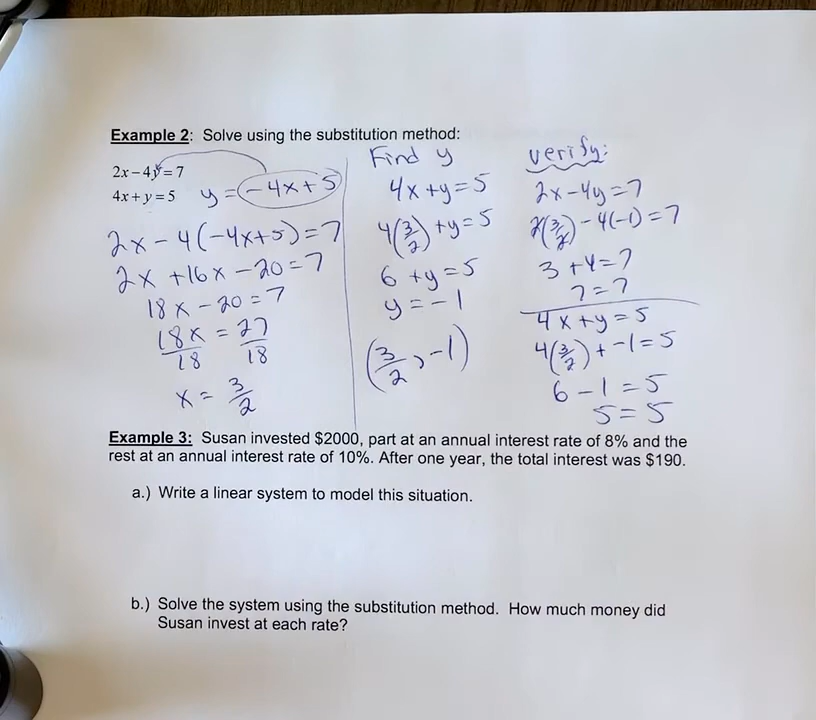 Example 2: Solve using the substitution method:
2x - 4y = 7
4x + y = 5
y = -4x + 5
2x - 4(-4x+5) = 7
2x + 16x - 20 = 7
18x - 20 = 7
18x = 27
18 18
x = 3/2
Find y
4x + y = 5
4(3/2) + y = 5
6 + y = 5
y = -1
(3/2, -1)
verify:
2x - 4y = 7
2(3/2) - 4(-1) = 7
3 + 4 = 7
7 = 7
4x + y = 5
4(3/2) + -1 = 5
6 - 1 = 5
5 = 5
Example 3: Susan invested $2000, part at an annual interest rate of 8% and the
rest at an annual interest rate of 10%. After one year, the total interest was $190.
a.) Write a linear system to model this situation.
b.) Solve the system using the substitution method. How much money did
Susan invest at each rate?